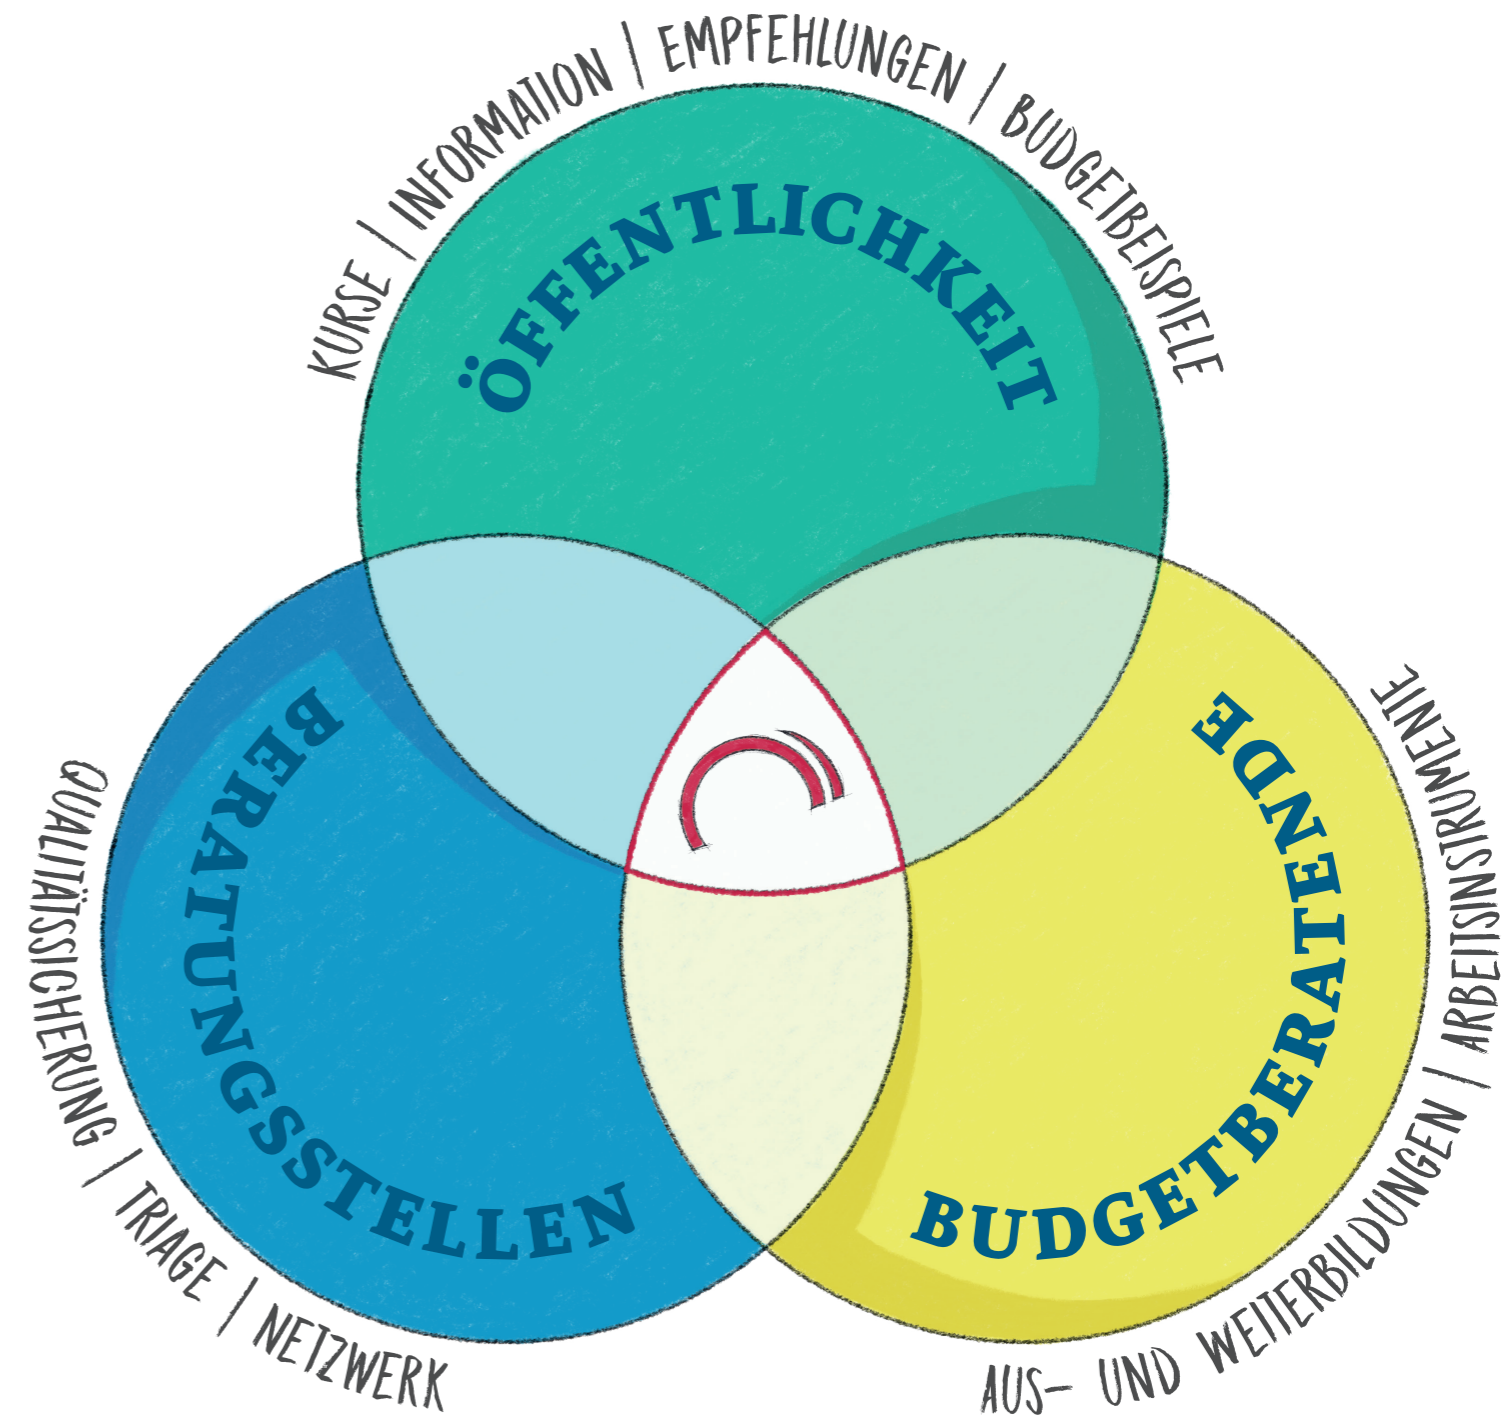 KURSE | INFORMATION | EMPFEHLUNGEN | BUDGETBEISPIELE
ÖFFENTLICHKEIT
BERATUNGSSTELLEN
QUALITÄTSSICHERUNG | TRIAGE | NETZWERK
BUDGETBERATENDE
AUS- UND WEITERBILDUNGEN | ARBEITSINSTRUMENTE